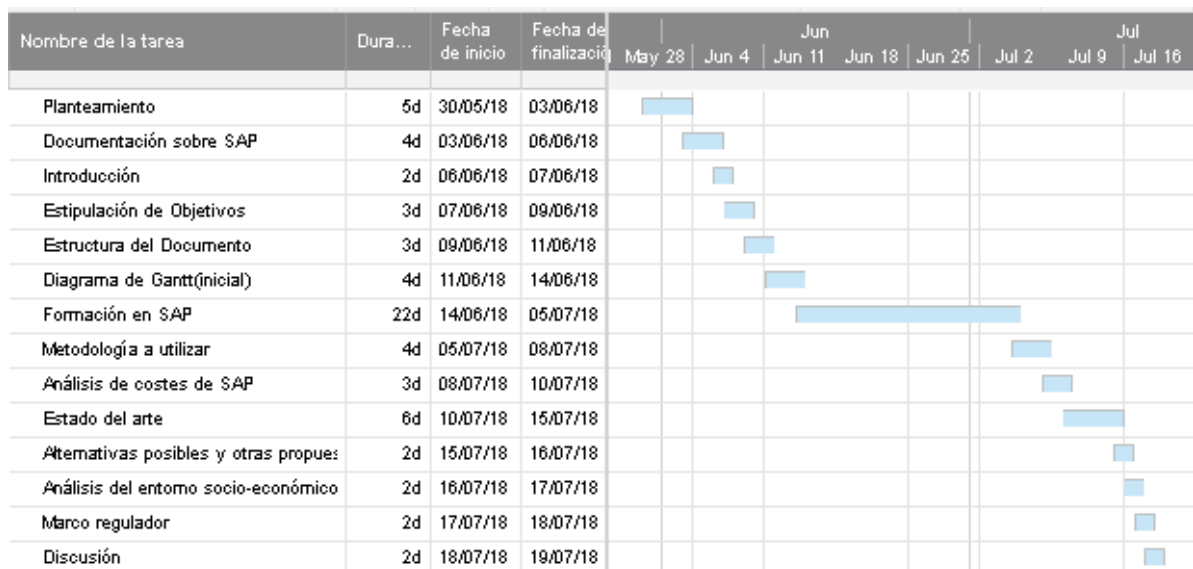 Nombre de la tarea Dura... Fecha de inicio Fecha de finalizació Jun Jul
May 28 Jun 4 Jun 11 Jun 18 Jun 25 Jul 2 Jul 9 Jul 16
Planteamiento 5d 30/05/18 03/06/18
Documentación sobre SAP 4d 03/06/18 06/06/18
Introducción 2d 06/06/18 07/06/18
Estipulación de Objetivos 3d 07/06/18 09/06/18
Estructura del Documento 3d 09/06/18 11/06/18
Diagrama de Gantt(inicial) 4d 11/06/18 14/06/18
Formación en SAP 22d 14/06/18 05/07/18
Metodología a utilizar 4d 05/07/18 08/07/18
Análisis de costes de SAP 3d 08/07/18 10/07/18
Estado del arte 6d 10/07/18 15/07/18
Alternativas posibles y otras propues 2d 15/07/18 16/07/18
Análisis del entorno socio-económico 2d 16/07/18 17/07/18
Marco regulador 2d 17/07/18 18/07/18
Discusión 2d 18/07/18 19/07/18